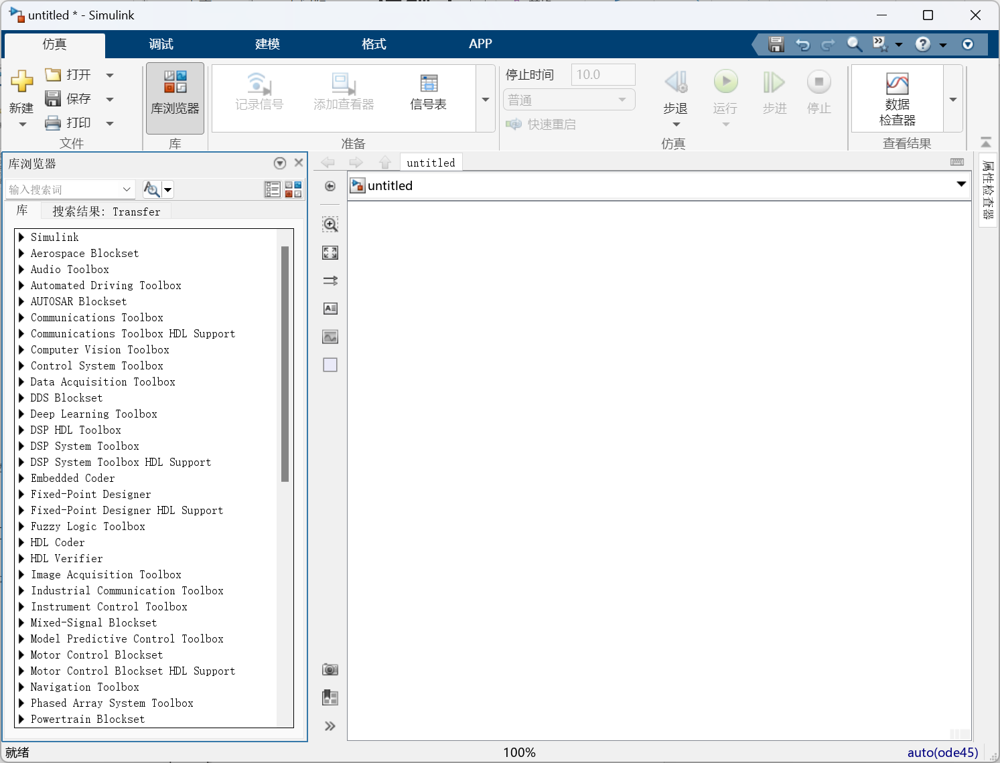 untitled * - Simulink
仿真
调试
建模
格式
APP
新建
打开
保存
打印
文件
库浏览器
库
记录信号
添加查看器
信号表
准备
停止时间
10.0
普通
快速重启
步退
运行
步进
停止
仿真
数据
检查器
查看结果
库浏览器
输入搜索词
库
搜索结果: Transfer
Simulink
Aerospace Blockset
Audio Toolbox
Automated Driving Toolbox
AUTOSAR Blockset
Communications Toolbox
Communications Toolbox HDL Support
Computer Vision Toolbox
Control System Toolbox
Data Acquisition Toolbox
DDS Blockset
Deep Learning Toolbox
DSP HDL Toolbox
DSP System Toolbox
DSP System Toolbox HDL Support
Embedded Coder
Fixed-Point Designer
Fixed-Point Designer HDL Support
Fuzzy Logic Toolbox
HDL Coder
HDL Verifier
Image Acquisition Toolbox
Industrial Communication Toolbox
Instrument Control Toolbox
Mixed-Signal Blockset
Model Predictive Control Toolbox
Motor Control Blockset
Motor Control Blockset HDL Support
Navigation Toolbox
Phased Array System Toolbox
Powertrain Blockset
untitled
untitled
属性检查器
就绪
100%
auto(ode45)